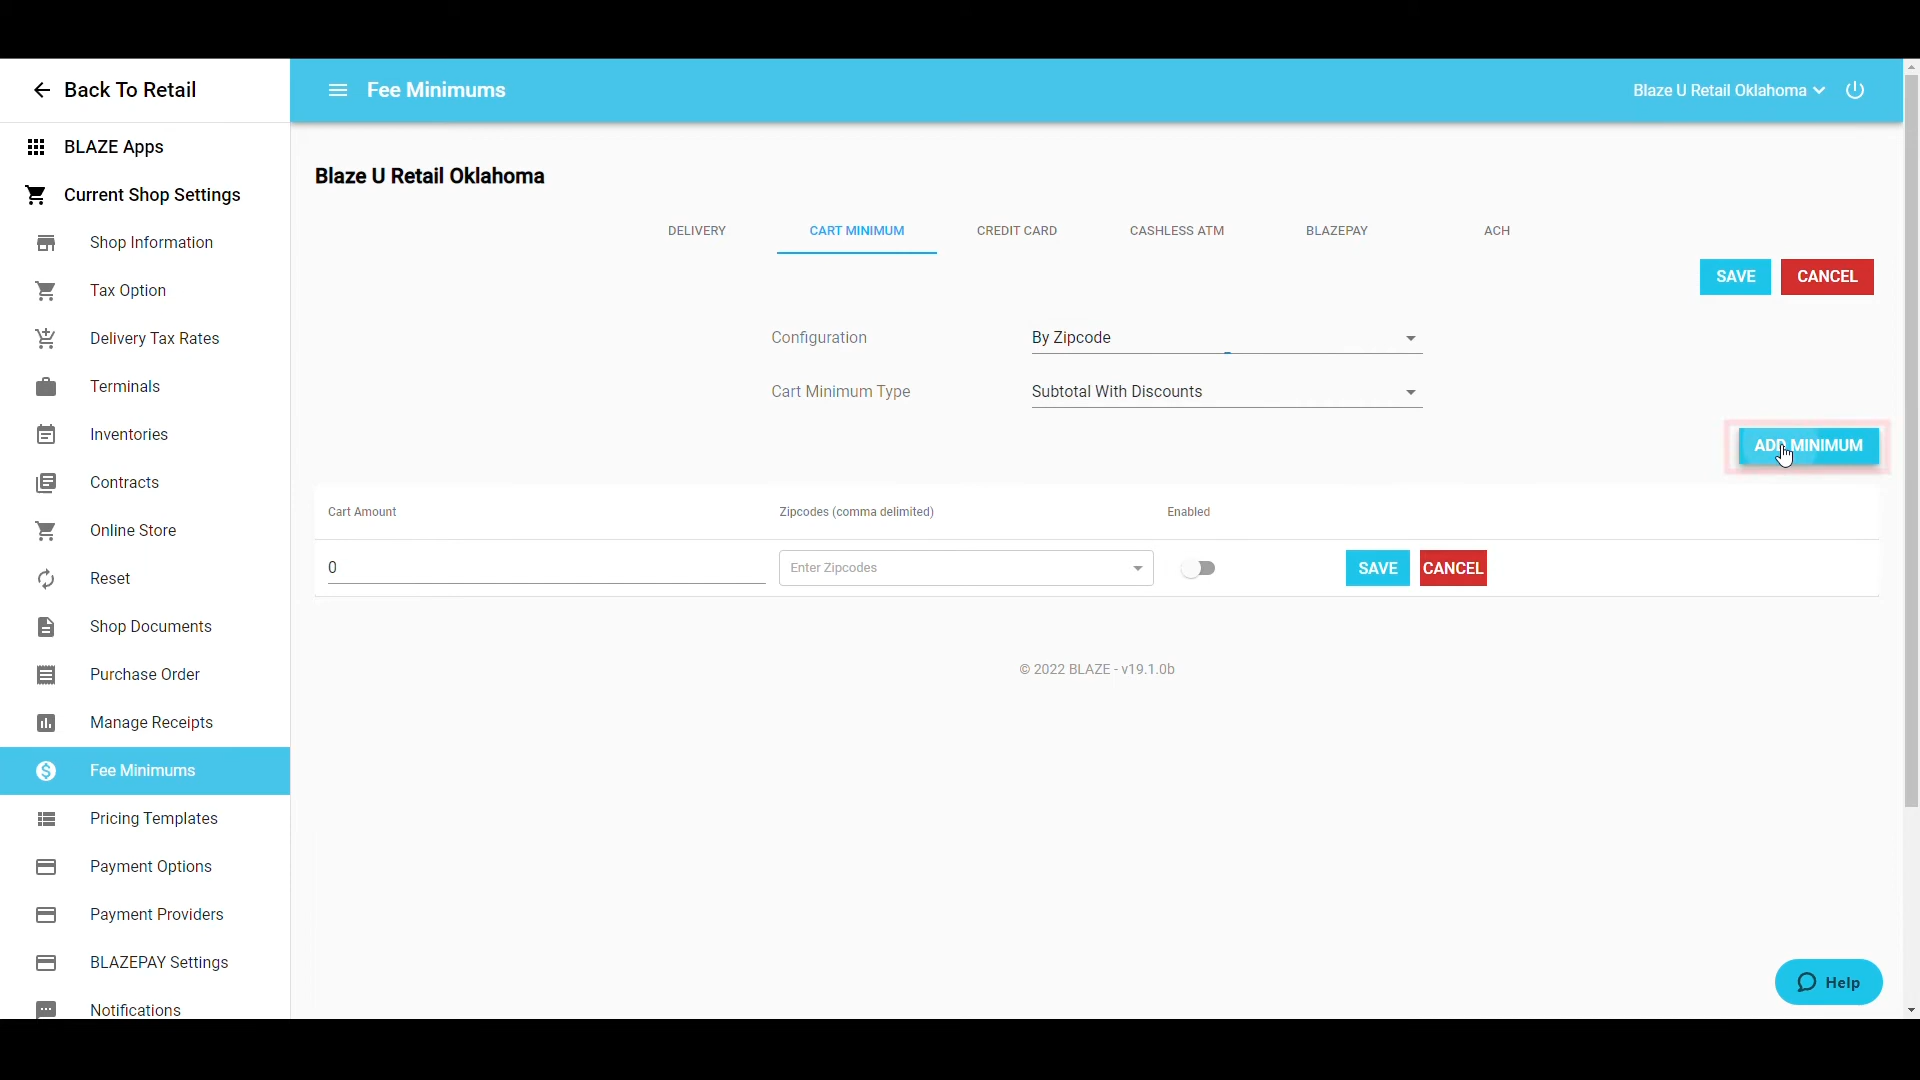 Back To Retail
Fee Minimums
Blaze U Retail Oklahoma
BLAZE Apps
Current Shop Settings
Shop Information
Tax Option
Delivery Tax Rates
Terminals
Inventories
Contracts
Online Store
Reset
Shop Documents
Purchase Order
Manage Receipts
Fee Minimums
Pricing Templates
Payment Options
Payment Providers
BLAZEPAY Settings
Notifications
Blaze U Retail Oklahoma
DELIVERY CART MINIMUM CREDIT CARD CASHLESS ATM BLAZEPAY ACH
SAVE CANCEL
Configuration By Zipcode
Cart Minimum Type Subtotal With Discounts
ADD MINIMUM
Cart Amount Zipcodes (comma delimited) Enabled
0 Enter Zipcodes SAVE CANCEL
© 2022 BLAZE - v19.1.0b
Help